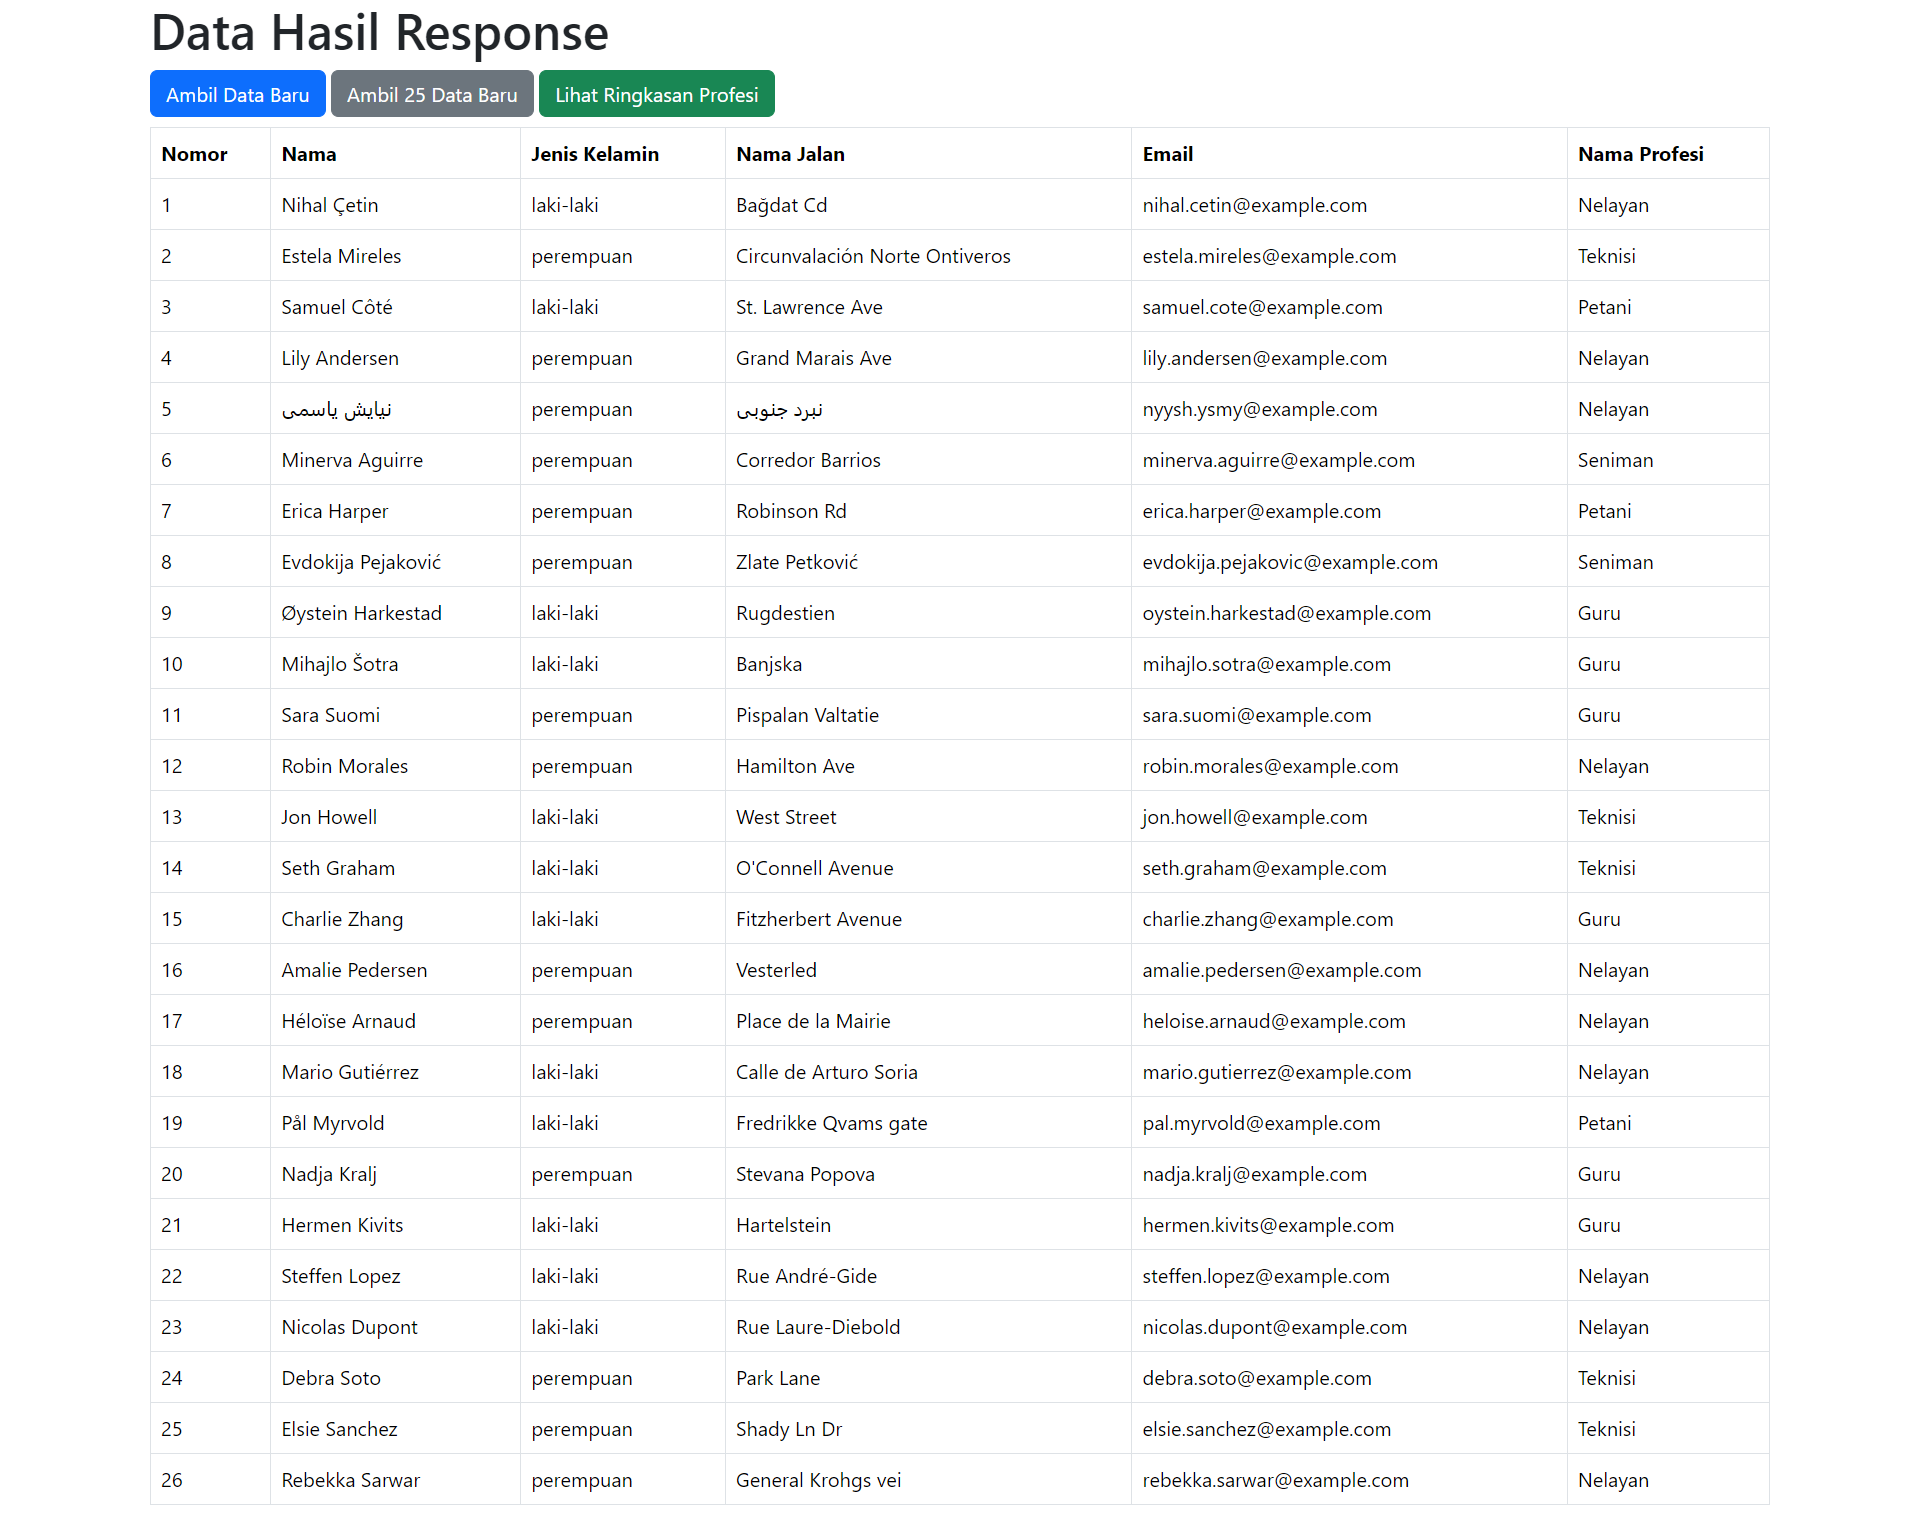 Data Hasil Response
Ambil Data Baru Ambil 25 Data Baru Lihat Ringkasan Profesi
Nomor Nama Jenis Kelamin Nama Jalan Email Nama Profesi
1 Nihal Çetin laki-laki Bağdat Cd nihal.cetin@example.com Nelayan
2 Estela Mireles perempuan Circunvalación Norte Ontiveros estela.mireles@example.com Teknisi
3 Samuel Côté laki-laki St. Lawrence Ave samuel.cote@example.com Petani
4 Lily Andersen perempuan Grand Marais Ave lily.andersen@example.com Nelayan
5 نیایش یاسمی perempuan نبرد جنوبی nyysh.ysmy@example.com Nelayan
6 Minerva Aguirre perempuan Corredor Barrios minerva.aguirre@example.com Seniman
7 Erica Harper perempuan Robinson Rd erica.harper@example.com Petani
8 Evdokija Pejaković perempuan Zlate Petković evdokija.pejakovic@example.com Seniman
9 Øystein Harkestad laki-laki Rugdestien oystein.harkestad@example.com Guru
10 Mihajlo Šotra laki-laki Banjska mihajlo.sotra@example.com Guru
11 Sara Suomi perempuan Pispalan Valtatie sara.suomi@example.com Guru
12 Robin Morales perempuan Hamilton Ave robin.morales@example.com Nelayan
13 Jon Howell laki-laki West Street jon.howell@example.com Teknisi
14 Seth Graham laki-laki O'Connell Avenue seth.graham@example.com Teknisi
15 Charlie Zhang laki-laki Fitzherbert Avenue charlie.zhang@example.com Guru
16 Amalie Pedersen perempuan Vesterled amalie.pedersen@example.com Nelayan
17 Héloïse Arnaud perempuan Place de la Mairie heloise.arnaud@example.com Nelayan
18 Mario Gutiérrez laki-laki Calle de Arturo Soria mario.gutierrez@example.com Nelayan
19 Pål Myrvold laki-laki Fredrikke Qvams gate pal.myrvold@example.com Petani
20 Nadja Kralj perempuan Stevana Popova nadja.kralj@example.com Guru
21 Hermen Kivits laki-laki Hartelstein hermen.kivits@example.com Guru
22 Steffen Lopez laki-laki Rue André-Gide steffen.lopez@example.com Nelayan
23 Nicolas Dupont laki-laki Rue Laure-Diebold nicolas.dupont@example.com Nelayan
24 Debra Soto perempuan Park Lane debra.soto@example.com Teknisi
25 Elsie Sanchez perempuan Shady Ln Dr elsie.sanchez@example.com Teknisi
26 Rebekka Sarwar perempuan General Krohgs vei rebekka.sarwar@example.com Nelayan